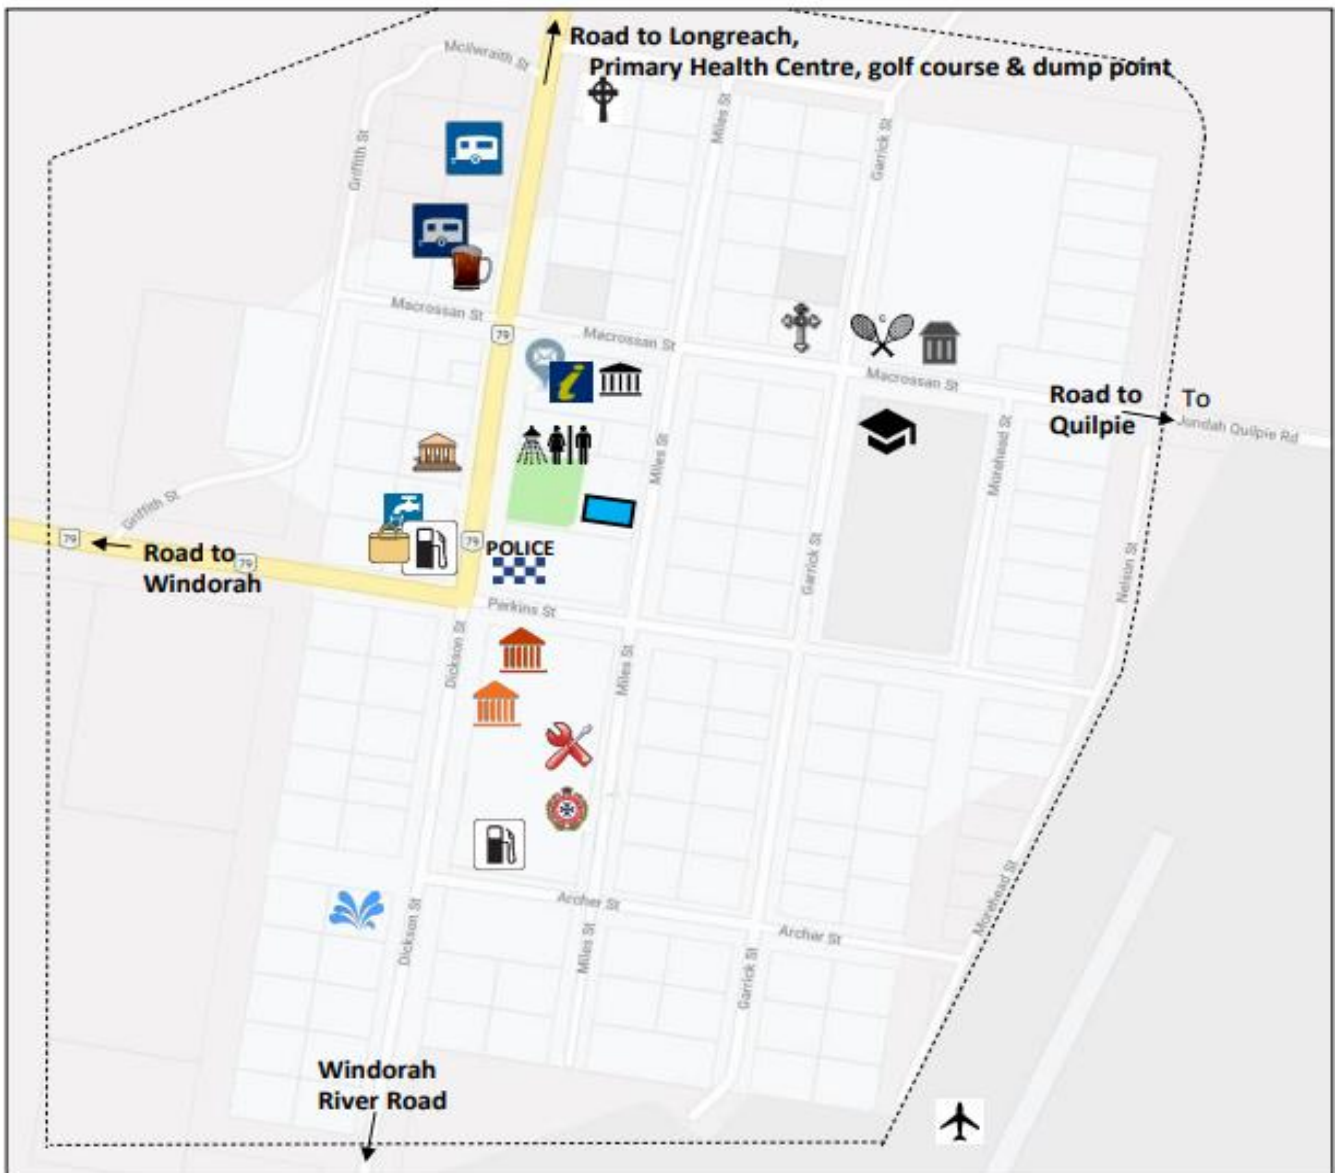 Road to Longreach,
Primary Health Centre, golf course & dump point
McIlwraith St
Miles St
Garrick St
Griffith St
Macrossan St
79
Macrossan St
Macrossan St
Road to
Quilpie
To
Jundah Quilpie Rd
i
Miles St
Morehead St
Griffith St
79
Road to
Windorah
79
79
POLICE
Garrick St
Nelson St
Perkins St
Dickson St
Miles St
Archer St
Archer St
Morehead St
Dickson St
Miles St
Garrick St
Windorah
River Road